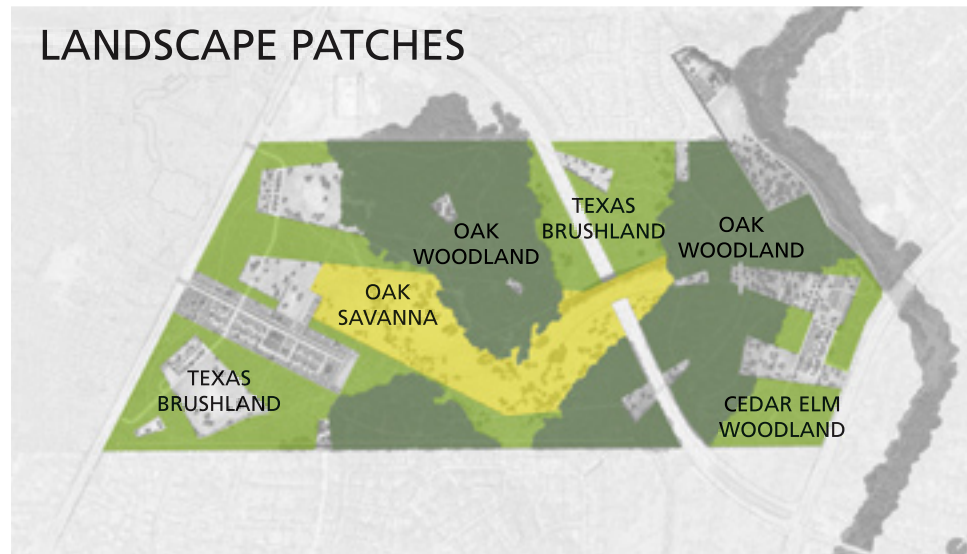 LANDSCAPE PATCHES
TEXAS
BRUSHLAND
OAK
WOODLAND
OAK
WOODLAND
OAK
SAVANNA
TEXAS
BRUSHLAND
CEDAR ELM
WOODLAND